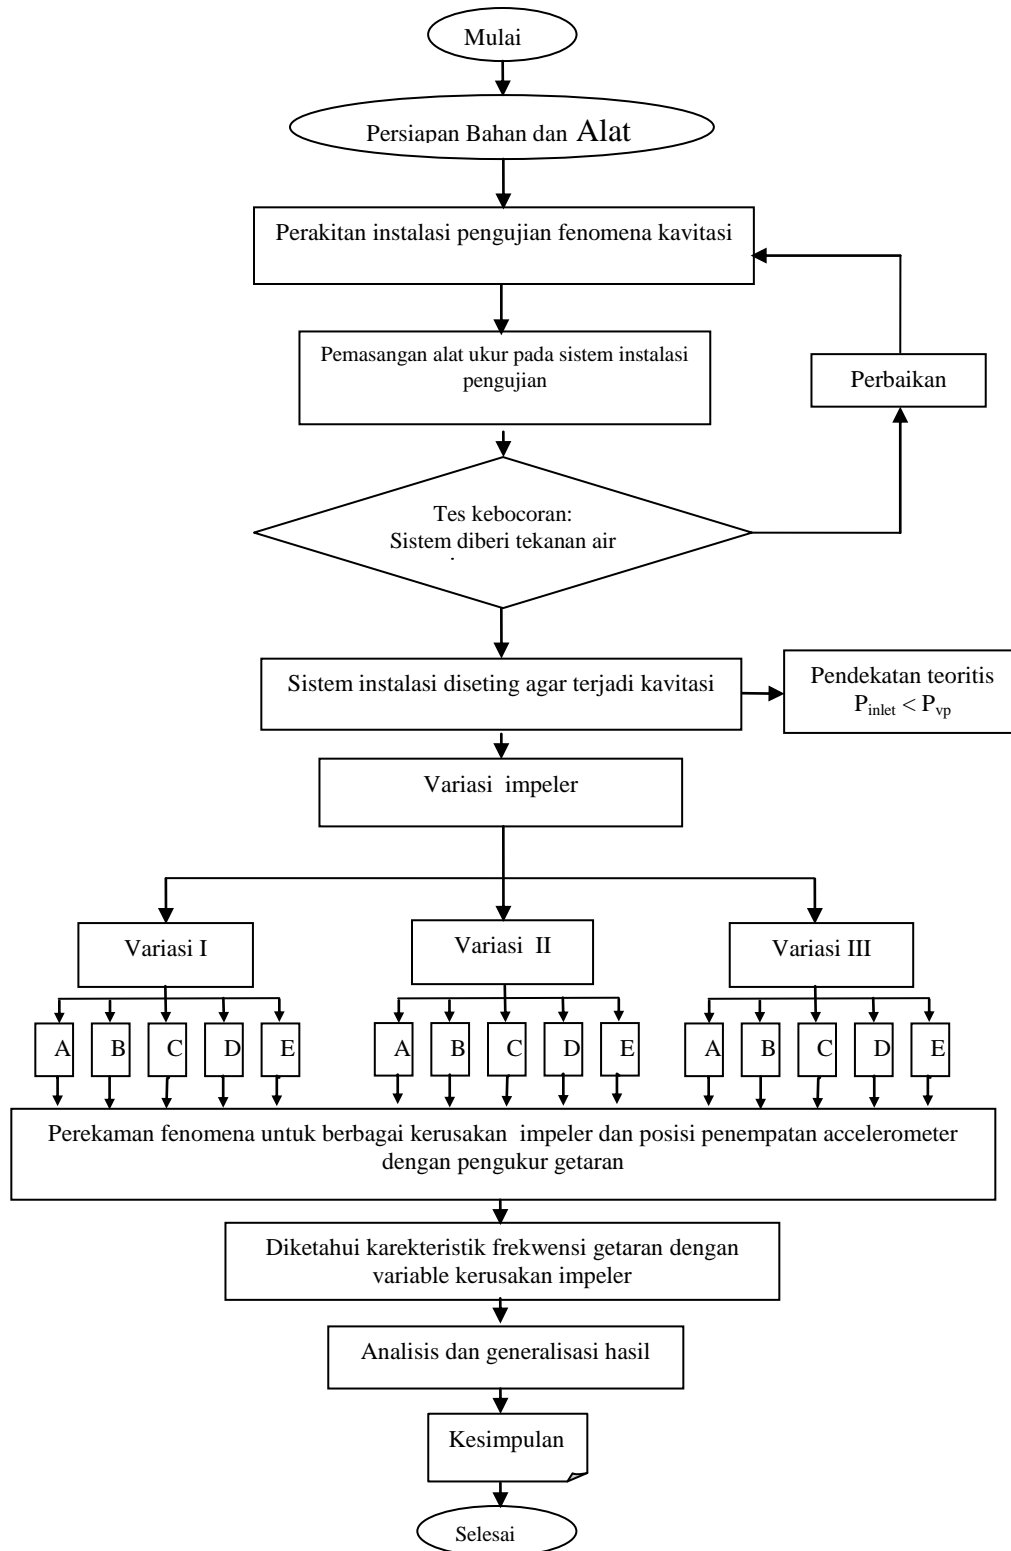 Mulai
Persiapan Bahan dan Alat
Perakitan instalasi pengujian fenomena kavitasi
Pemasangan alat ukur pada sistem instalasi
pengujian
Perbaikan
Tes kebocoran:
Sistem diberi tekanan air
Sistem instalasi diseting agar terjadi kavitasi
Pendekatan teoritis
Pinlet < Pvp
Variasi impeler
Variasi I
Variasi II
Variasi III
A B C D E
A B C D E
A B C D E
Perekaman fenomena untuk berbagai kerusakan impeler dan posisi penempatan accelerometer
dengan pengukur getaran
Diketahui karekteristik frekwensi getaran dengan
variable kerusakan impeler
Analisis dan generalisasi hasil
Kesimpulan
Selesai